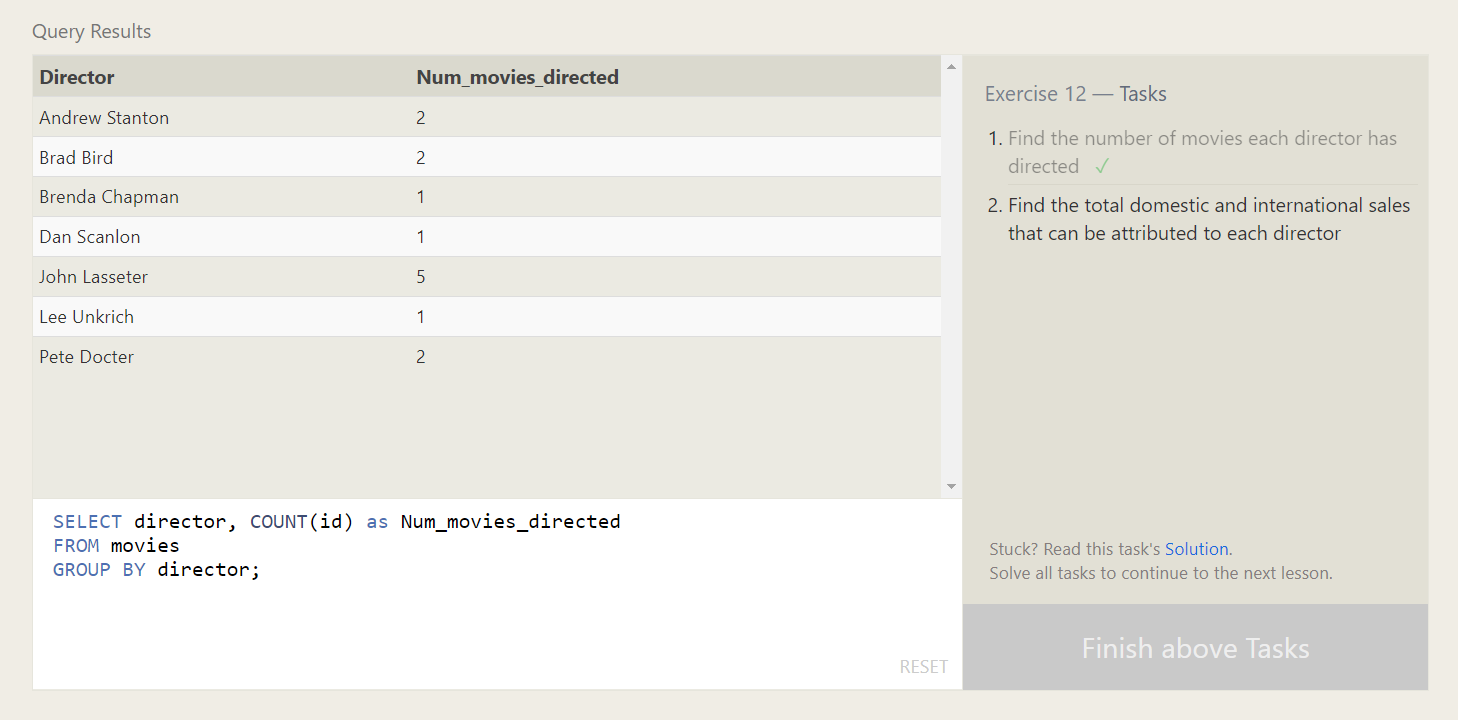 Query Results
Director Num_movies_directed
Andrew Stanton 2
Brad Bird 2
Brenda Chapman 1
Dan Scanlon 1
John Lasseter 5
Lee Unkrich 1
Pete Docter 2
SELECT director, COUNT(id) as Num_movies_directed
FROM movies
GROUP BY director;
RESET
Exercise 12 — Tasks
1. Find the number of movies each director has
directed ✓
2. Find the total domestic and international sales
that can be attributed to each director
Stuck? Read this task's Solution.
Solve all tasks to continue to the next lesson.
Finish above Tasks